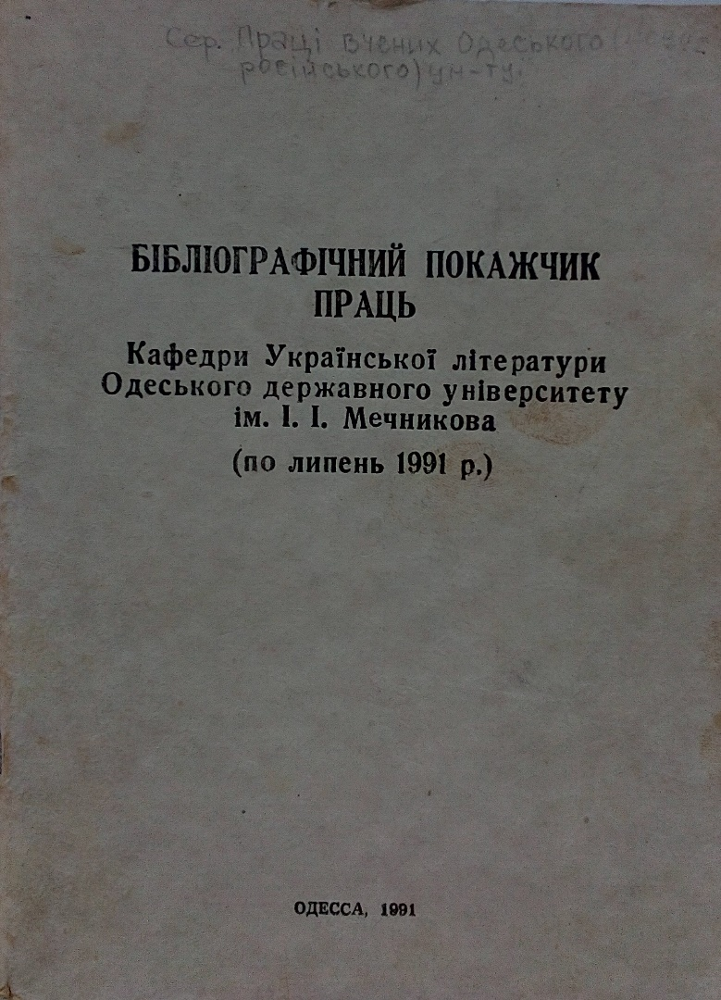 Сер. Праці вчених Одеського
російського) ун-ту.
БІБЛІОГРАФІЧНИЙ ПОКАЖЧИК
ПРАЦЬ
Кафедри Української літератури
Одеського державного університету
ім. І. І. Мечникова
(по липень 1991 р.)
ОДЕССА, 1991